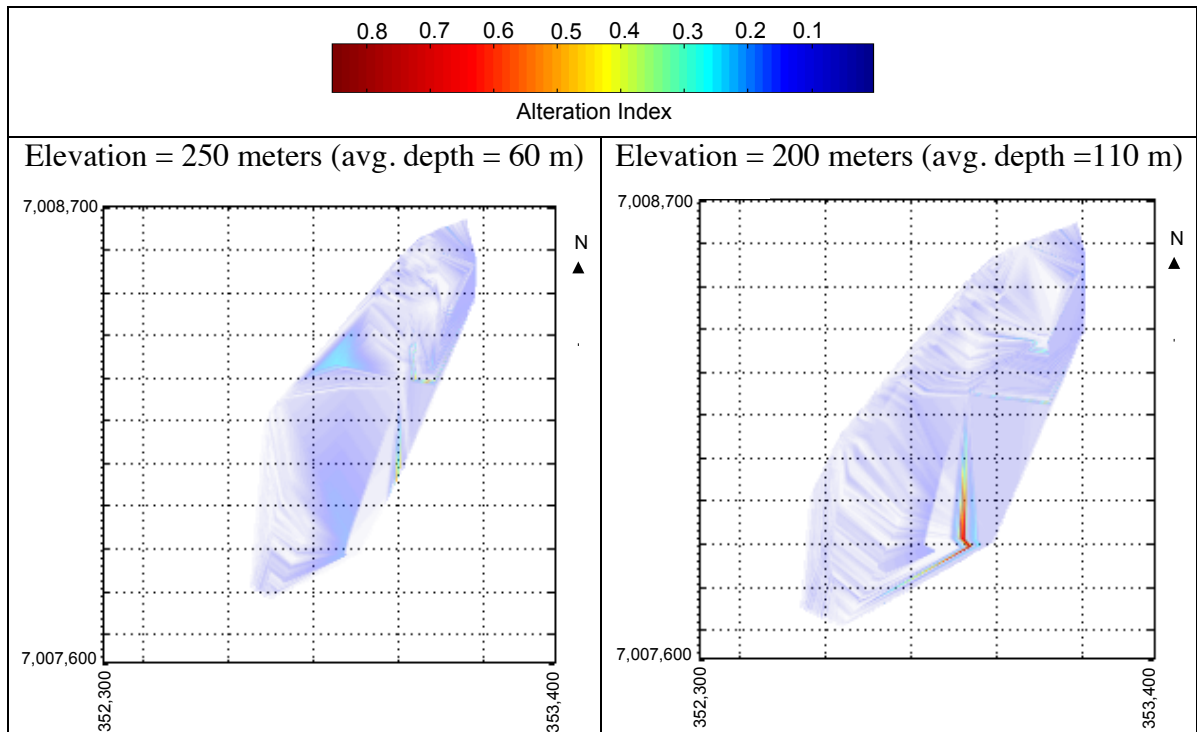 0.8 0.7 0.6 0.5 0.4 0.3 0.2 0.1
Alteration Index
Elevation = 250 meters (avg. depth = 60 m)
Elevation = 200 meters (avg. depth =110 m)
7,008,700
N
7,007,600
352,300
353,400
7,008,700
N
7,007,600
352,300
353,400